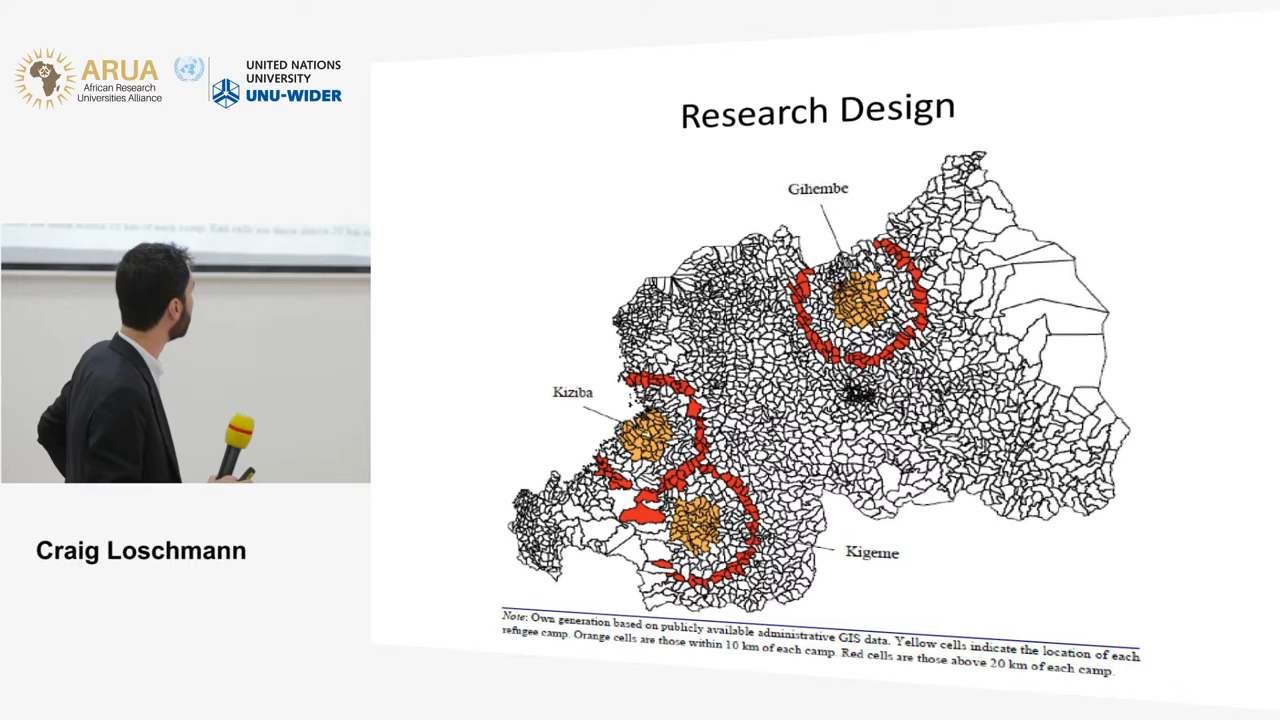 ARUA
African Research
Universities Alliance
UNITED NATIONS
UNIVERSITY
UNU-WIDER
Research Design
Gihembe
Kiziba
Kigeme
Note: Own generation based on publicly available administrative GIS data. Yellow cells indicate the location of each
refugee camp. Orange cells are those within 10 km of each camp. Red cells are those above 20 km of each camp.
Craig Loschmann